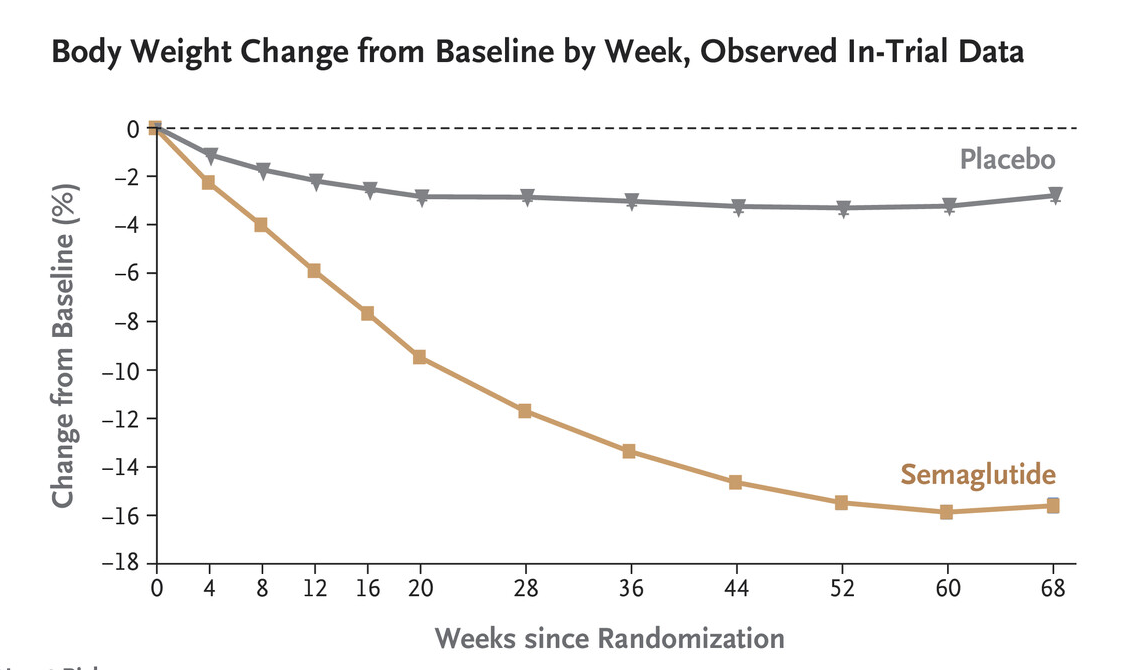 Body Weight Change from Baseline by Week, Observed In-Trial Data
Change from Baseline (%)
0
–2
–4
–6
–8
–10
–12
–14
–16
–18
Placebo
Semaglutide
0 4 8 12 16 20 28 36 44 52 60 68
Weeks since Randomization